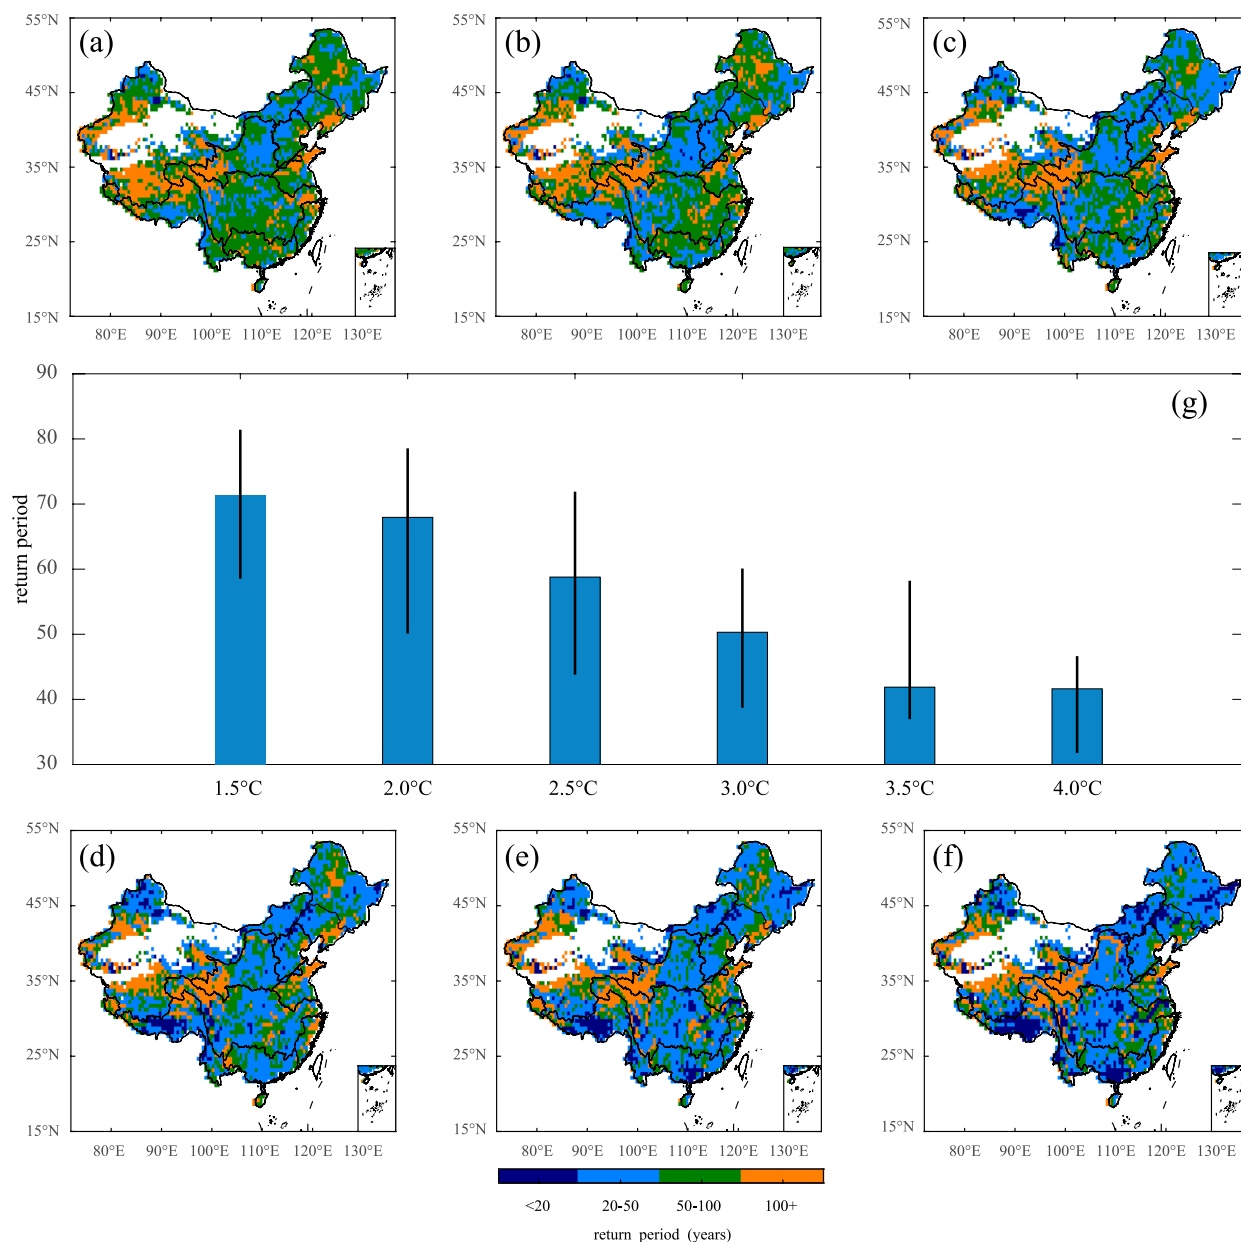 55°N (a) (b) (c)
45°N
35°N
25°N
15°N
80°E 90°E 100°E 110°E 120°E 130°E
55°N
45°N
35°N
25°N
15°N
80°E 90°E 100°E 110°E 120°E 130°E
55°N
45°N
35°N
25°N
15°N
80°E 90°E 100°E 110°E 120°E 130°E
(g)
return period
90
80
70
60
50
40
30
1.5°C 2.0°C 2.5°C 3.0°C 3.5°C 4.0°C
55°N (d) (e) (f)
45°N
35°N
25°N
15°N
80°E 90°E 100°E 110°E 120°E 130°E
55°N
45°N
35°N
25°N
15°N
80°E 90°E 100°E 110°E 120°E 130°E
55°N
45°N
35°N
25°N
15°N
80°E 90°E 100°E 110°E 120°E 130°E
<20 20-50 50-100 100+
return period (years)